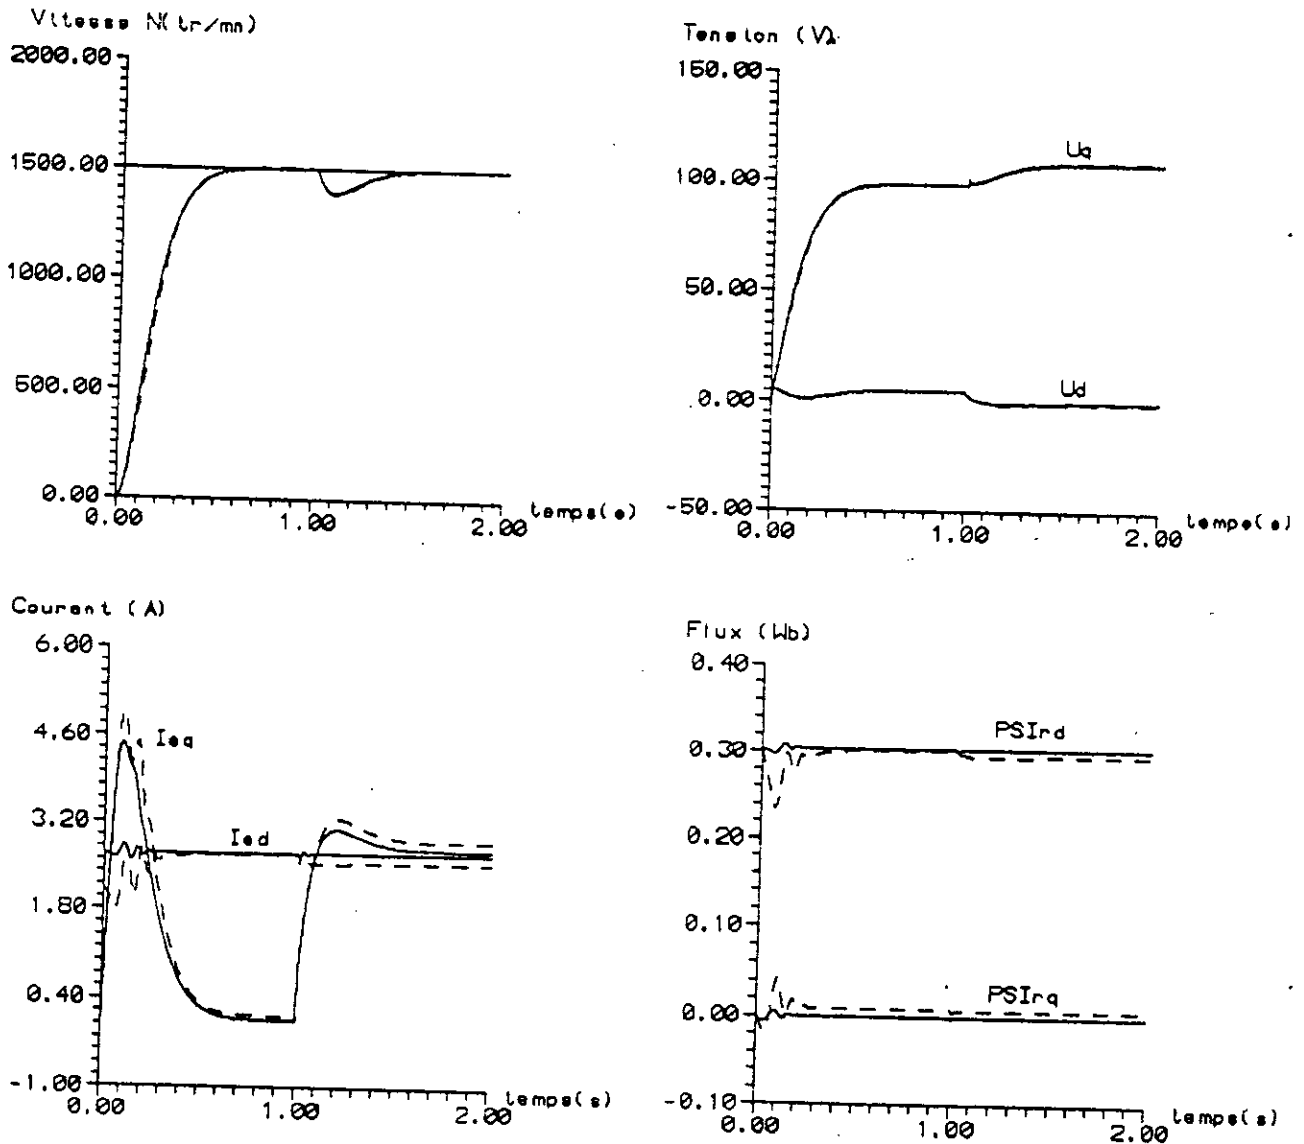 Vitesse N(tr/mn)
2000.00
1500.00
1000.00
500.00
0.00
0.00 1.00 2.00 temps(s)
Tension (V)
150.00
100.00
50.00
0.00
-50.00
Uq
Ud
0.00 1.00 2.00 temps(s)
Courant (A)
6.00
4.60
3.20
1.80
0.40
-1.00
Isq
Isd
0.00 1.00 2.00 temps(s)
Flux (Wb)
0.40
0.30
0.20
0.10
0.00
-0.10
PSIrd
PSIrq
0.00 1.00 2.00 temps(s)